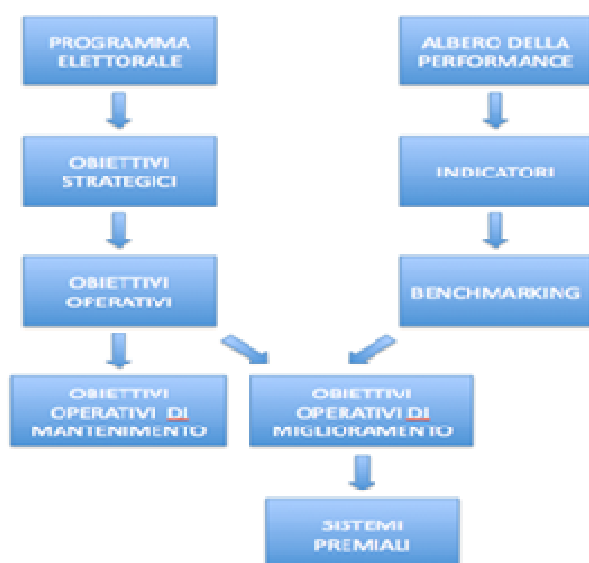 PROGRAMMA
ELETTORALE
ALBERO DELLA
PERFORMANCE
OBIETTIVI
STRATEGICI
INDICATORI
OBIETTIVI
OPERATIVI
BENCHMARKING
OBIETTIVI
OPERATIVI DI
MANTENIMENTO
OBIETTIVI
OPERATIVI DI
MIGLIORAMENTO
SISTEMI
PREMIALI